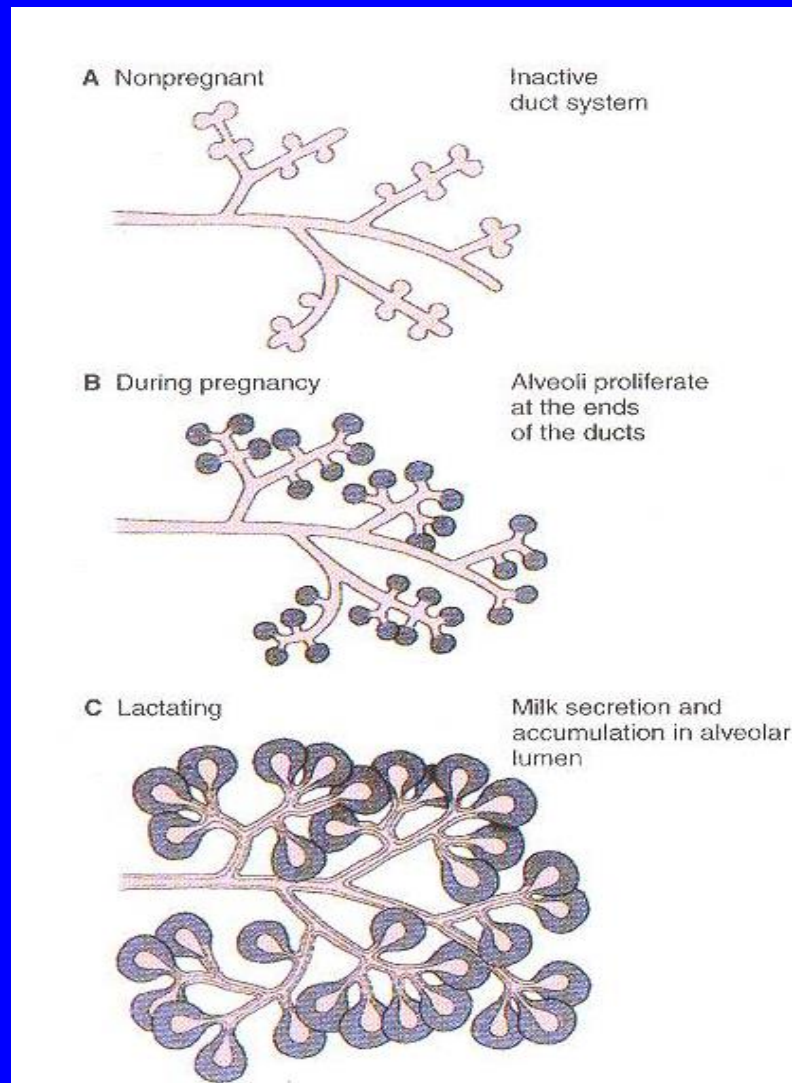 A Nonpregnant
Inactive
duct system
B During pregnancy
Alveoli proliferate
at the ends
of the ducts
C Lactating
Milk secretion and
accumulation in alveolar
lumen